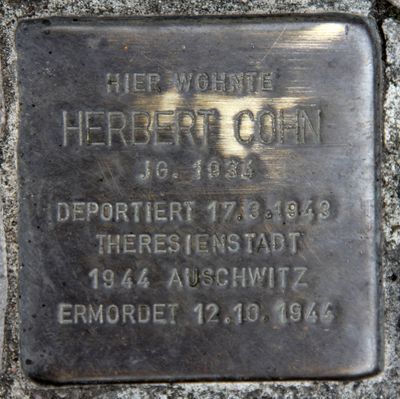 HIER WOHNTE
HERBERT COHN
JG. 1934
DEPORTIERT 17.3.1943
THERESIENSTADT
1944 AUSCHWITZ
ERMORDET 12.10.1944